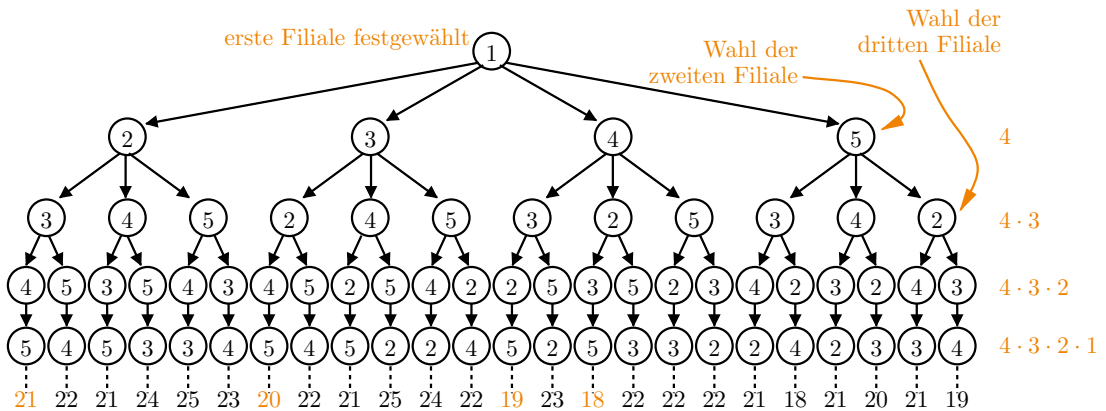 Wahl der
dritten Filiale
erste Filiale festgewählt
1
Wahl der
zweiten Filiale
2 3 4 5 4
3 4 5 2 4 5 3 2 5 3 4 2 4 · 3
4 5 3 5 4 3 4 5 2 5 4 2 2 5 3 5 2 3 4 2 3 2 4 3 4 · 3 · 2
5 4 5 3 3 4 5 4 5 2 2 4 5 2 5 3 3 2 2 4 2 3 3 4 4 · 3 · 2 · 1
21 22 21 24 25 23 20 22 21 25 24 22 19 23 18 22 22 22 21 18 21 20 21 19